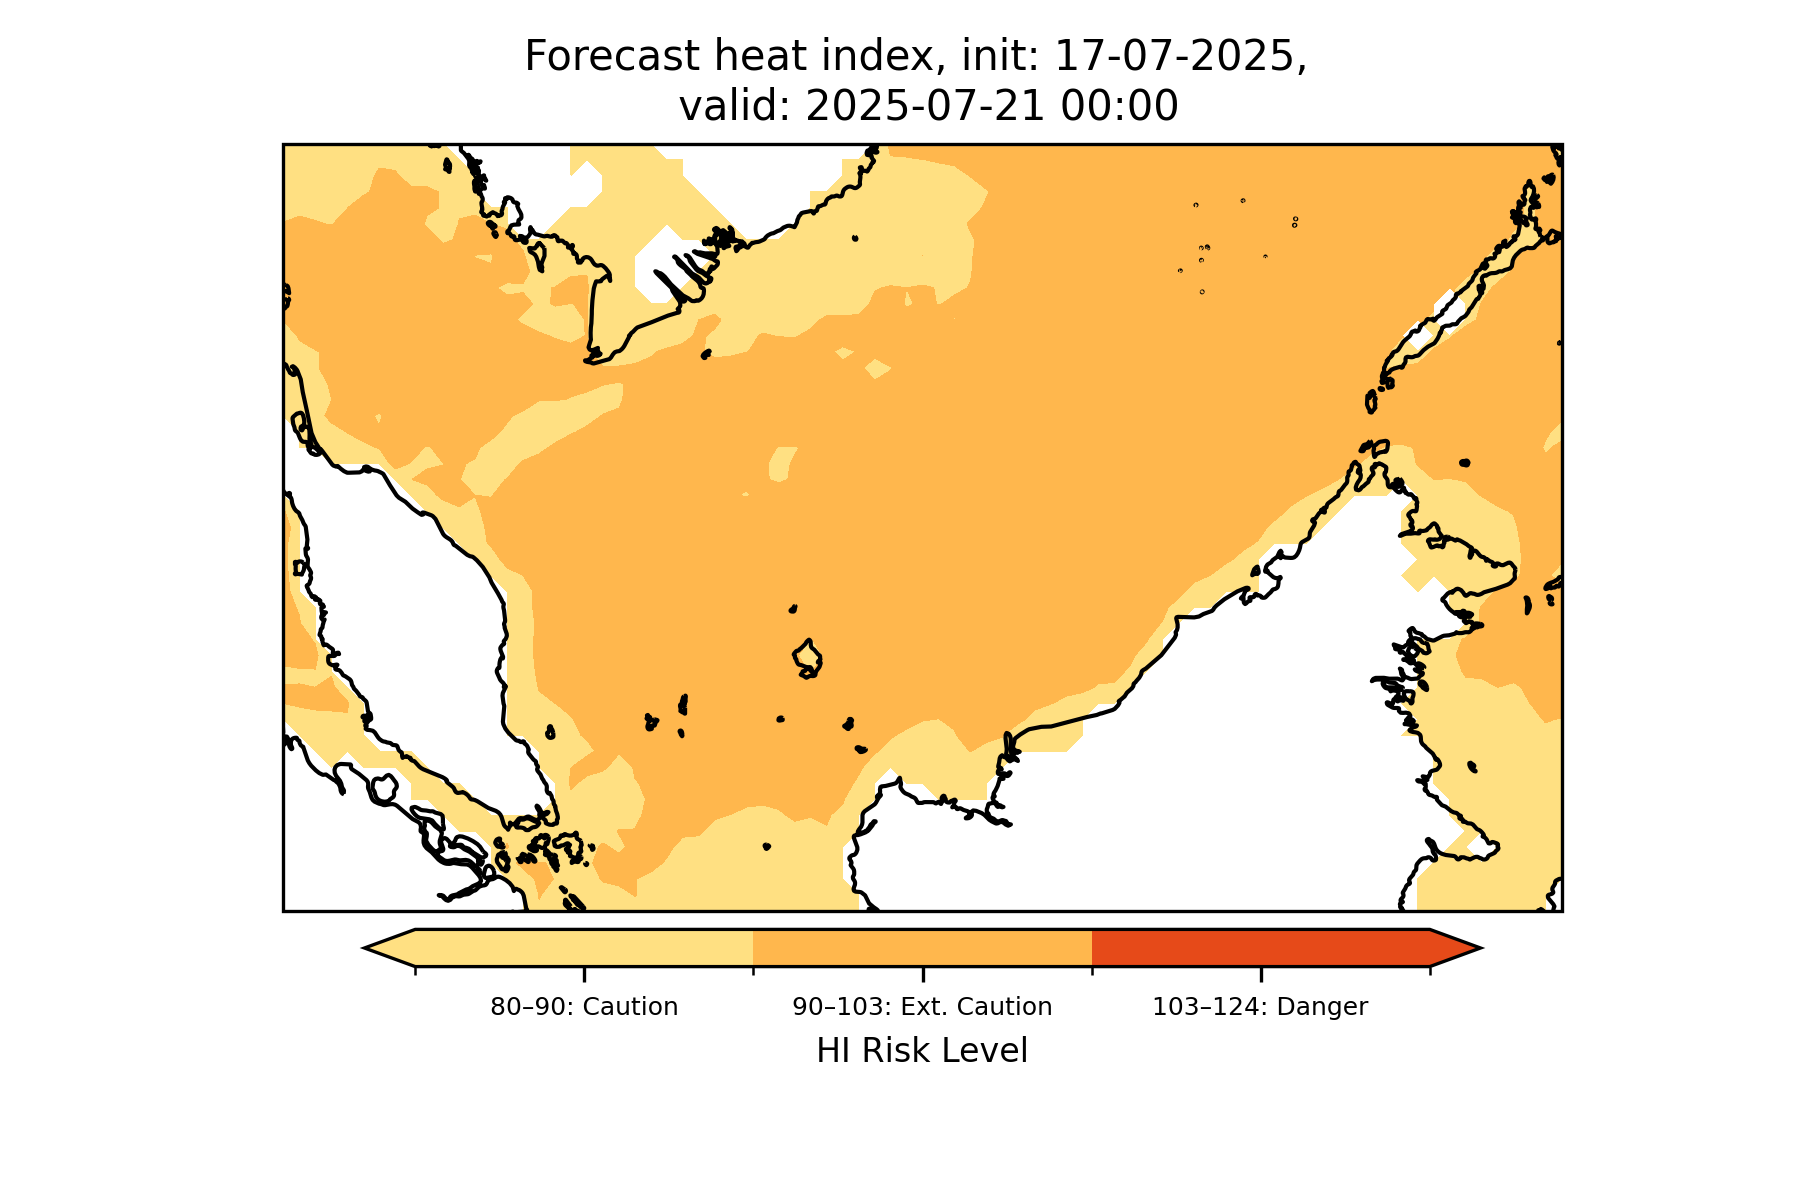 Forecast heat index, init: 17-07-2025,
valid: 2025-07-21 00:00
80–90: Caution
90–103: Ext. Caution
103–124: Danger
HI Risk Level